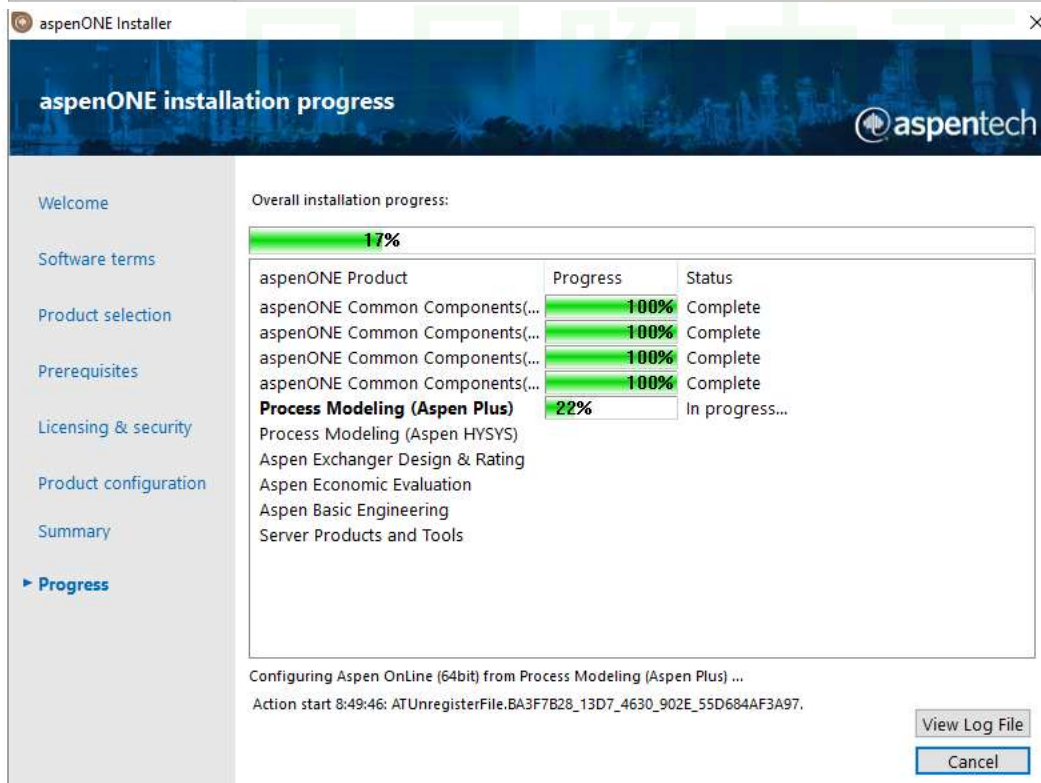 aspenONE Installer
aspenONE installation progress
aspentech
Welcome
Software terms
Product selection
Prerequisites
Licensing & security
Product configuration
Summary
Progress
Overall installation progress:
17%
aspenONE Product Progress Status
aspenONE Common Components(... 100% Complete
aspenONE Common Components(... 100% Complete
aspenONE Common Components(... 100% Complete
aspenONE Common Components(... 100% Complete
Process Modeling (Aspen Plus) 22% In progress...
Process Modeling (Aspen HYSYS)
Aspen Exchanger Design & Rating
Aspen Economic Evaluation
Aspen Basic Engineering
Server Products and Tools
Configuring Aspen OnLine (64bit) from Process Modeling (Aspen Plus) ...
Action start 8:49:46: ATUnregisterFile.BA3F7B28_13D7_4630_902E_55D684AF3A97.
View Log File
Cancel